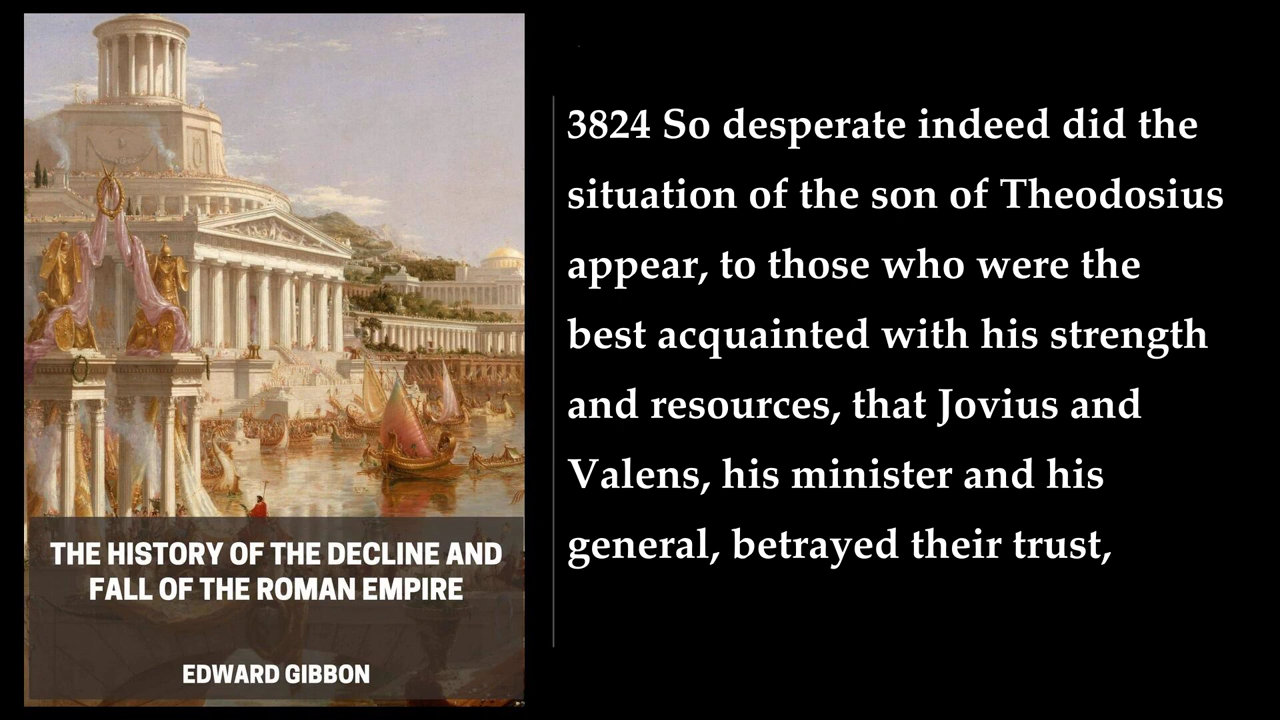 THE HISTORY OF THE DECLINE AND
FALL OF THE ROMAN EMPIRE
EDWARD GIBBON
3824 So desperate indeed did the
situation of the son of Theodosius
appear, to those who were the
best acquainted with his strength
and resources, that Jovius and
Valens, his minister and his
general, betrayed their trust,